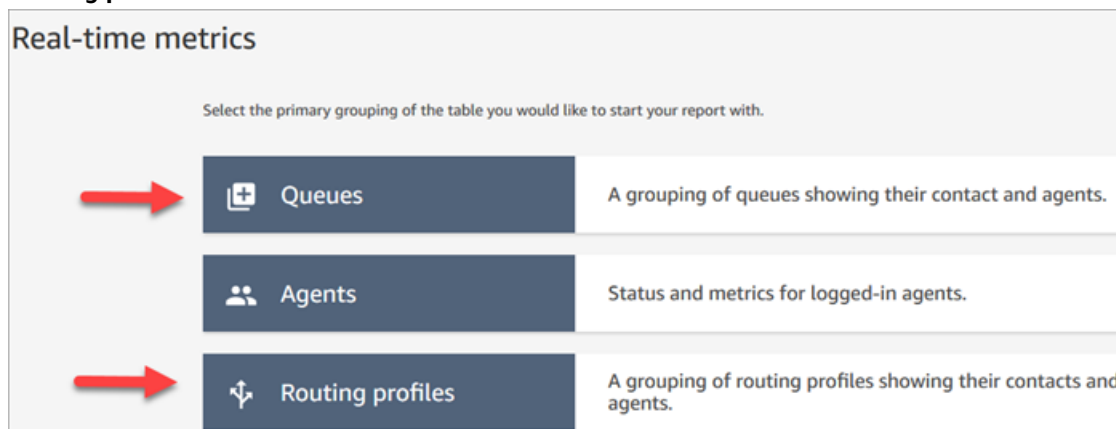 Real-time metrics
Select the primary grouping of the table you would like to start your report with.
Queues
A grouping of queues showing their contact and agents.
Agents
Status and metrics for logged-in agents.
Routing profiles
A grouping of routing profiles showing their contacts and
agents.